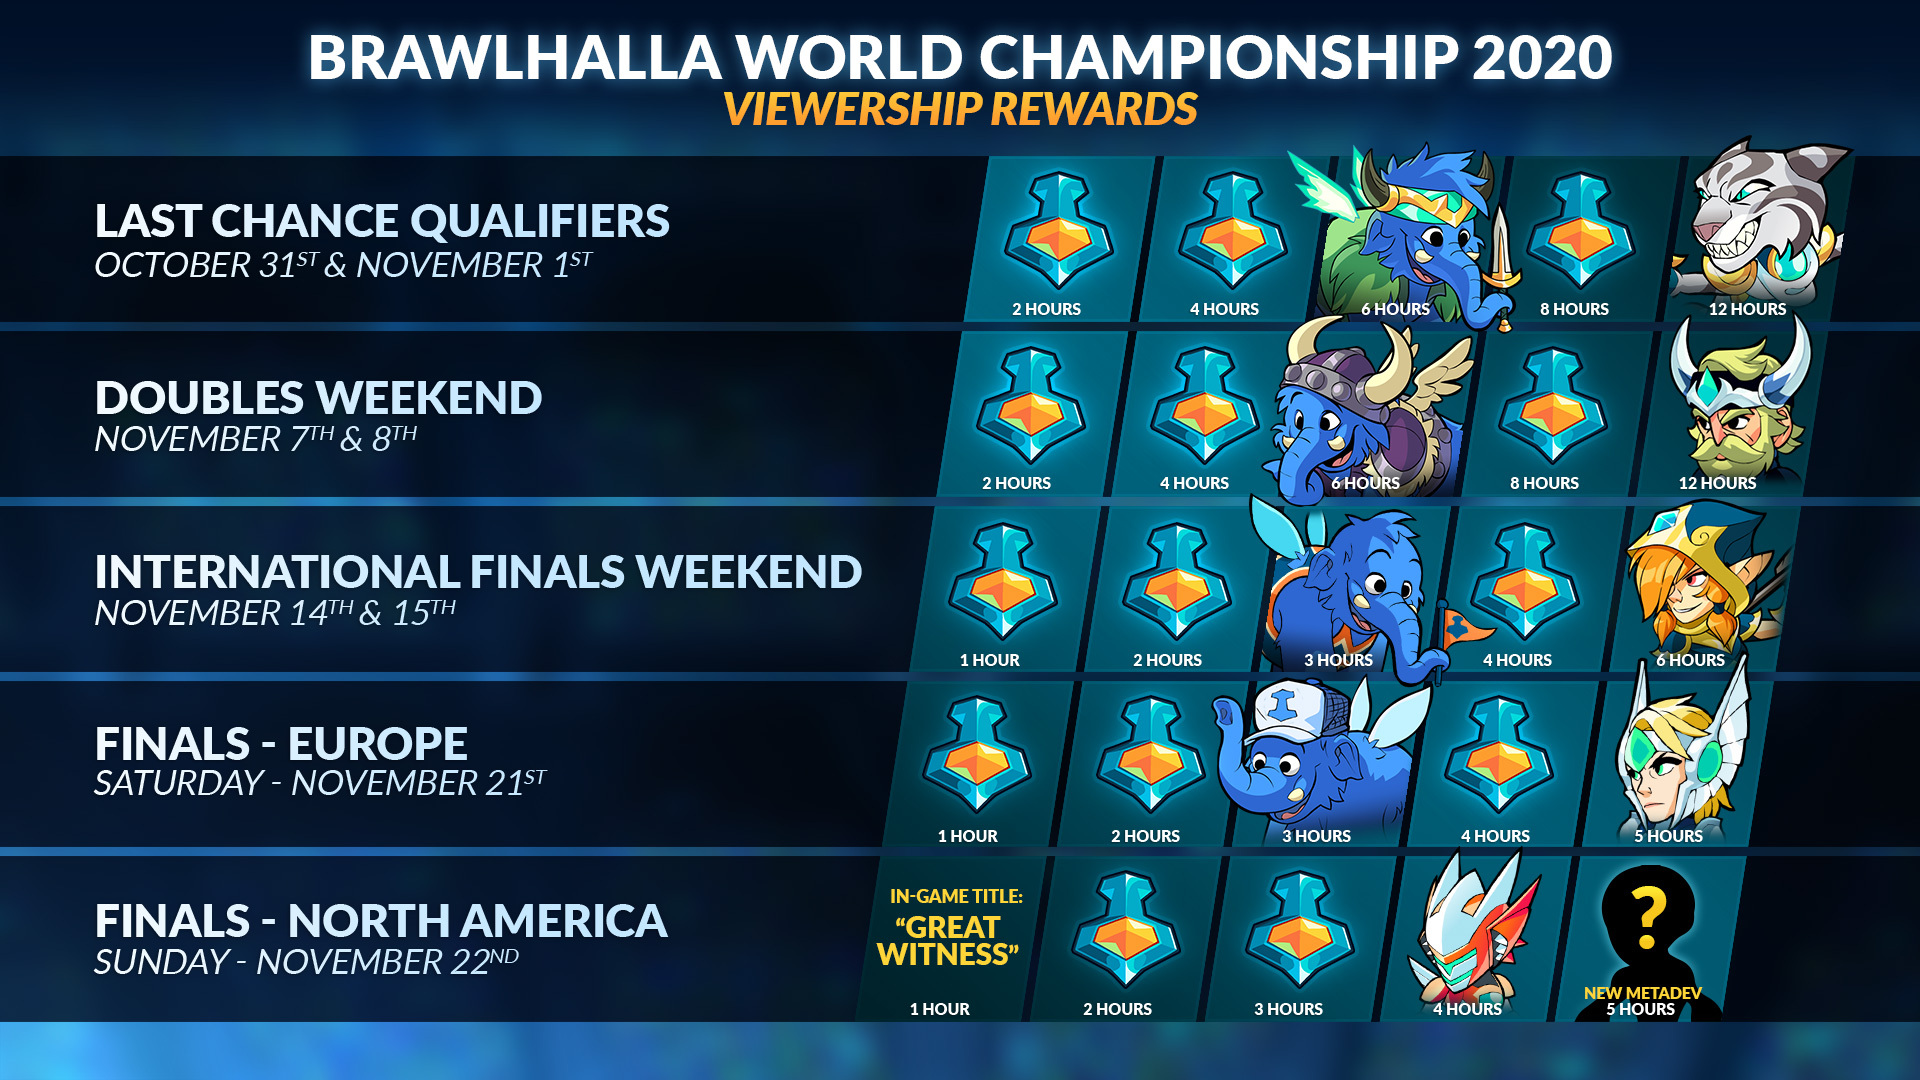 BRAWLHALLA WORLD CHAMPIONSHIP 2020
VIEWERSHIP REWARDS
LAST CHANCE QUALIFIERS
OCTOBER 31ST & NOVEMBER 1ST
2 HOURS
4 HOURS
6 HOURS
8 HOURS
12 HOURS
DOUBLES WEEKEND
NOVEMBER 7TH & 8TH
2 HOURS
4 HOURS
6 HOURS
8 HOURS
12 HOURS
INTERNATIONAL FINALS WEEKEND
NOVEMBER 14TH & 15TH
1 HOUR
2 HOURS
3 HOURS
4 HOURS
6 HOURS
FINALS - EUROPE
SATURDAY - NOVEMBER 21ST
1 HOUR
2 HOURS
3 HOURS
4 HOURS
5 HOURS
FINALS - NORTH AMERICA
SUNDAY - NOVEMBER 22ND
IN-GAME TITLE:
"GREAT
WITNESS"
1 HOUR
2 HOURS
3 HOURS
4 HOURS
?
NEW METADEV
5 HOURS